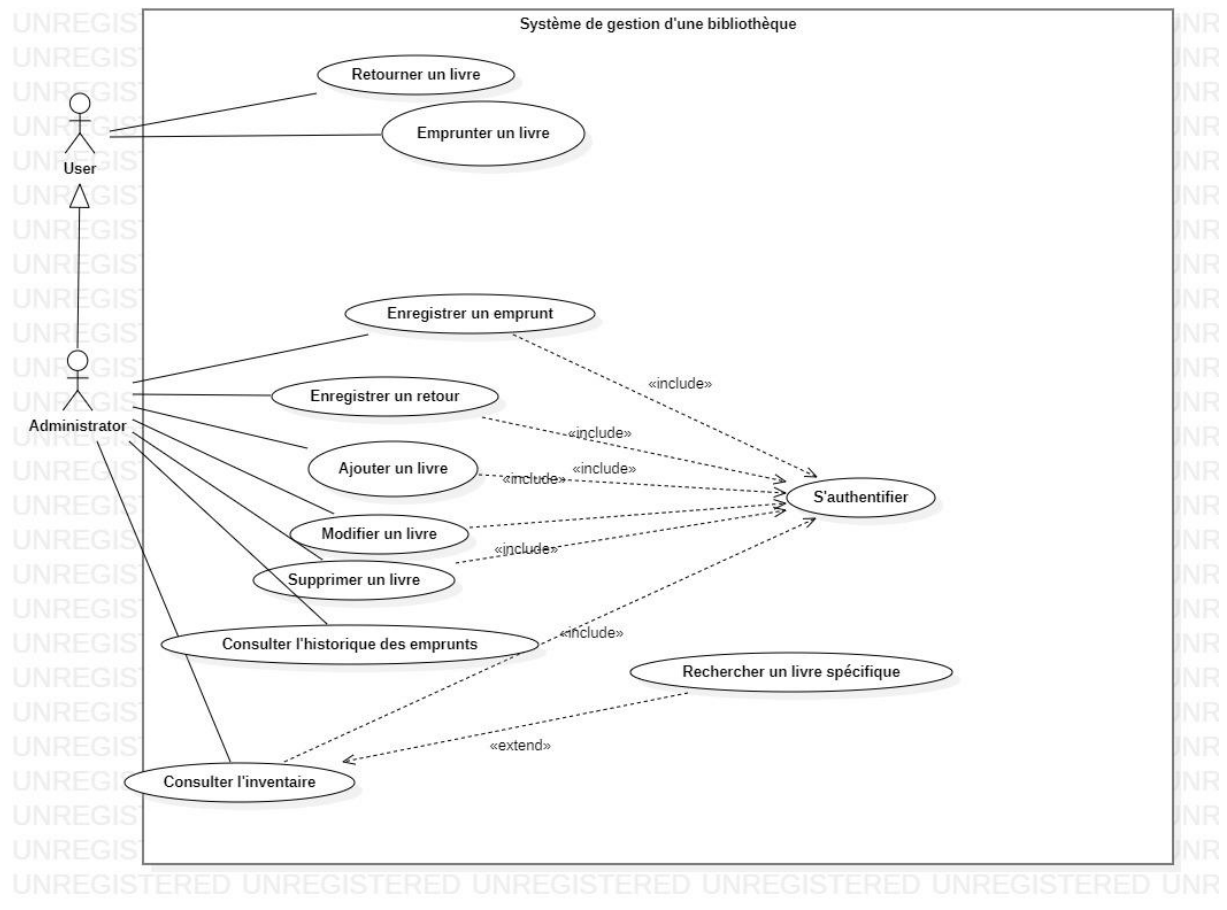 Système de gestion d'une bibliothèque
Retourner un livre
Emprunter un livre
User
Enregistrer un emprunt
«include»
Enregistrer un retour
Administrator
«include»
Ajouter un livre
«include»
«include»
S'authentifier
Modifier un livre
«include»
Supprimer un livre
«include»
Consulter l'historique des emprunts
Rechercher un livre spécifique
«extend»
Consulter l'inventaire
UNREGISTERED UNREGISTERED UNREGISTERED UNREGISTERED UNREGISTERED UNR